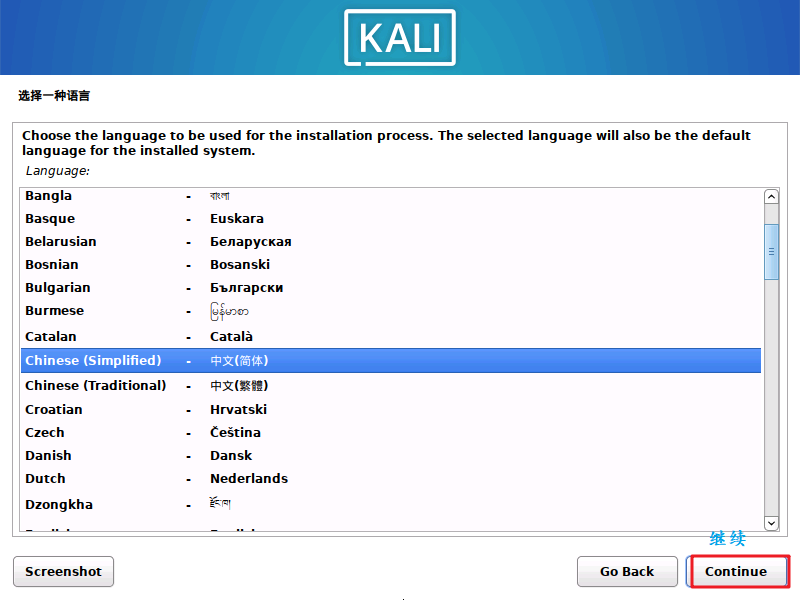 KALI
选择一种语言
Choose the language to be used for the installation process. The selected language will also be the default
language for the installed system.
Language:
Bangla - বাংলা
Basque - Euskara
Belarusian - Беларуская
Bosnian - Bosanski
Bulgarian - Български
Burmese - မြန်မာစာ
Catalan - Català
Chinese (Simplified) - 中文(简体)
Chinese (Traditional) - 中文(繁體)
Croatian - Hrvatski
Czech - Čeština
Danish - Dansk
Dutch - Nederlands
Dzongkha - རྫོང་ཁ།
继续
Screenshot
Go Back
Continue